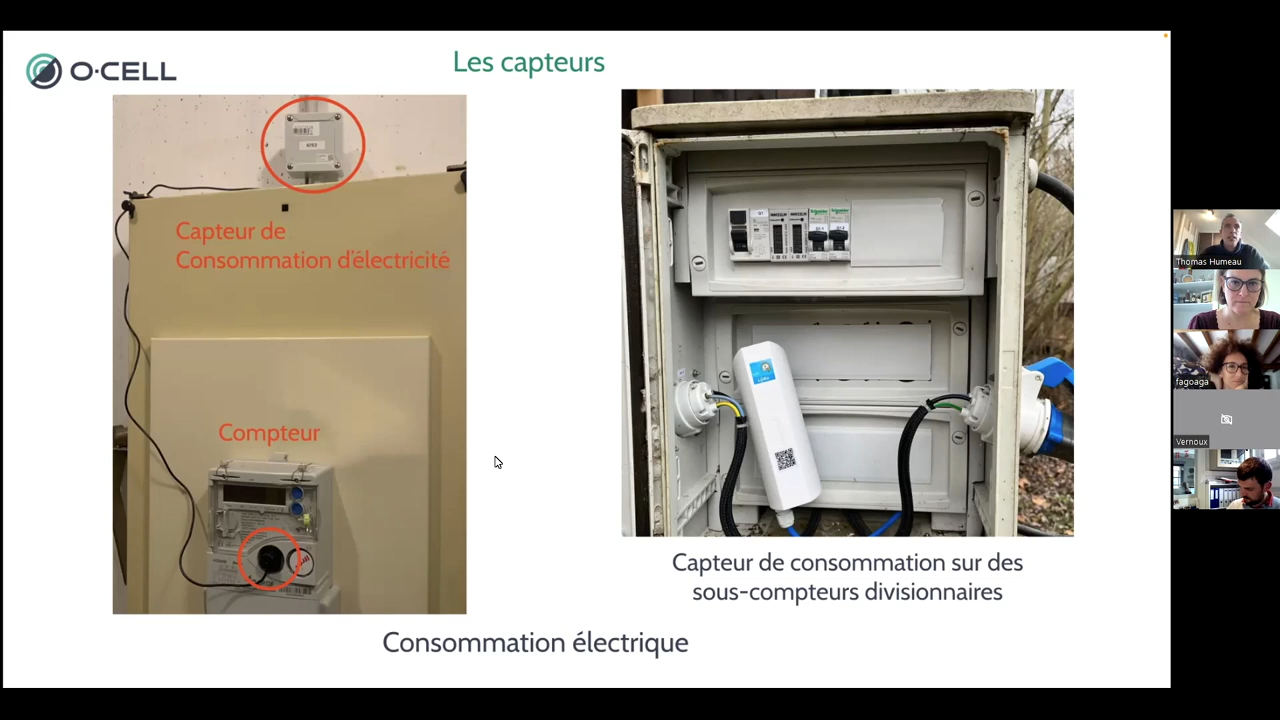 O·CELL
Les capteurs
Capteur de
Consommation d'électricité
Compteur
Capteur de consommation sur des
sous-compteurs divisionnaires
Consommation électrique
Thomas Humeau
fagoaga
Vernoux